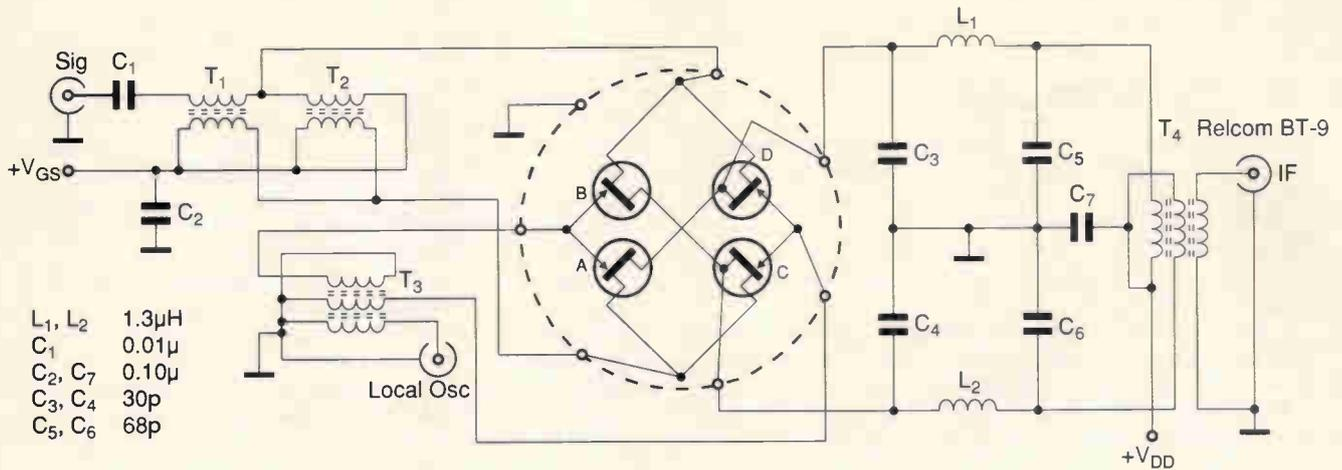 Sig
C1
T1
T2
+VGS
C2
T3
Local Osc
L1, L2 1.3µH
C1 0.01µ
C2, C7 0.10µ
C3, C4 30p
C5, C6 68p
B
D
A
C
L1
C3
C5
C7
T4 Relcom BT-9
IF
C4
C6
L2
+VDD